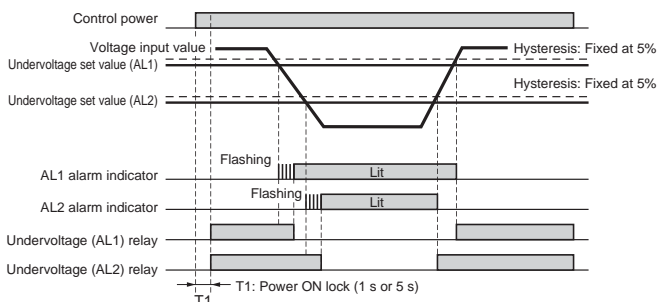 Control power
Voltage input value
Hysteresis: Fixed at 5%
Undervoltage set value (AL1)
Hysteresis: Fixed at 5%
Undervoltage set value (AL2)
Flashing
Lit
AL1 alarm indicator
Flashing
Lit
AL2 alarm indicator
Undervoltage (AL1) relay
Undervoltage (AL2) relay
T1: Power ON lock (1 s or 5 s)
T1